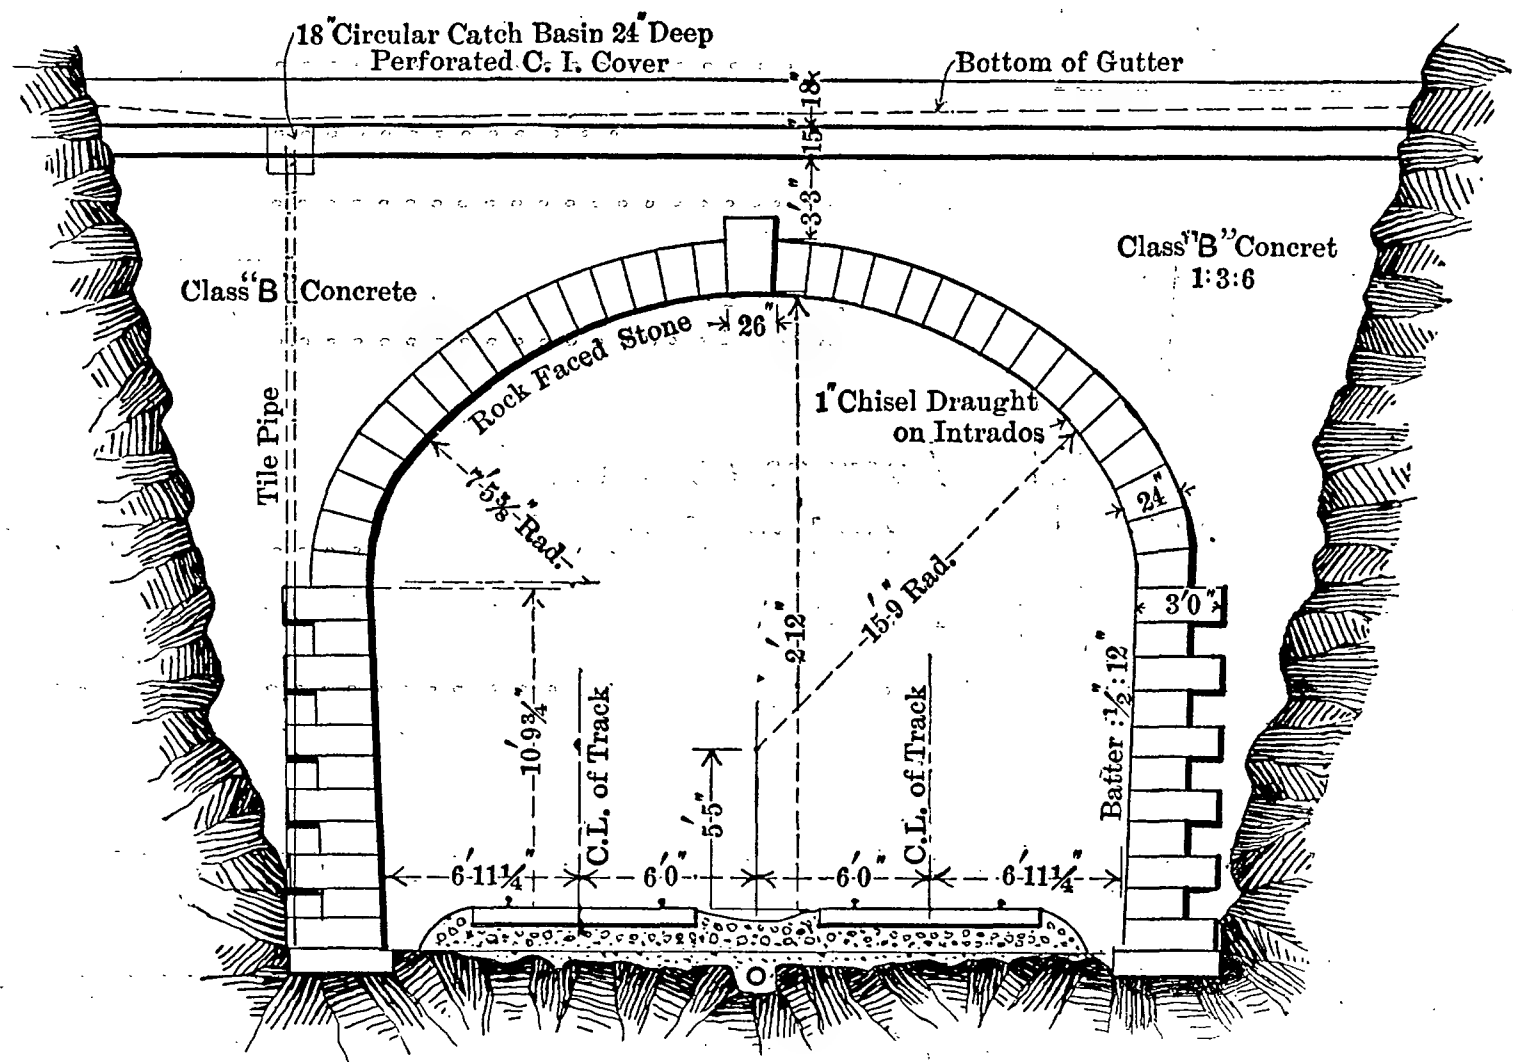 18" Circular Catch Basin 24" Deep
Perforated C. I. Cover
Bottom of Gutter
18"
15"
3'-3"
Class "B" Concrete
Class "B" Concret
1:3:6
Rock Faced Stone
26"
1" Chisel Draught
on Intrados
Tile Pipe
7'-5⅜" Rad.
24"
15'-9" Rad.
3'0"
2'-12"
10'-9¾"
C.L. of Track
C.L. of Track
Batter :½" : 12"
5'-5"
6'11¼"
6'0"
6'0"
6'11¼"